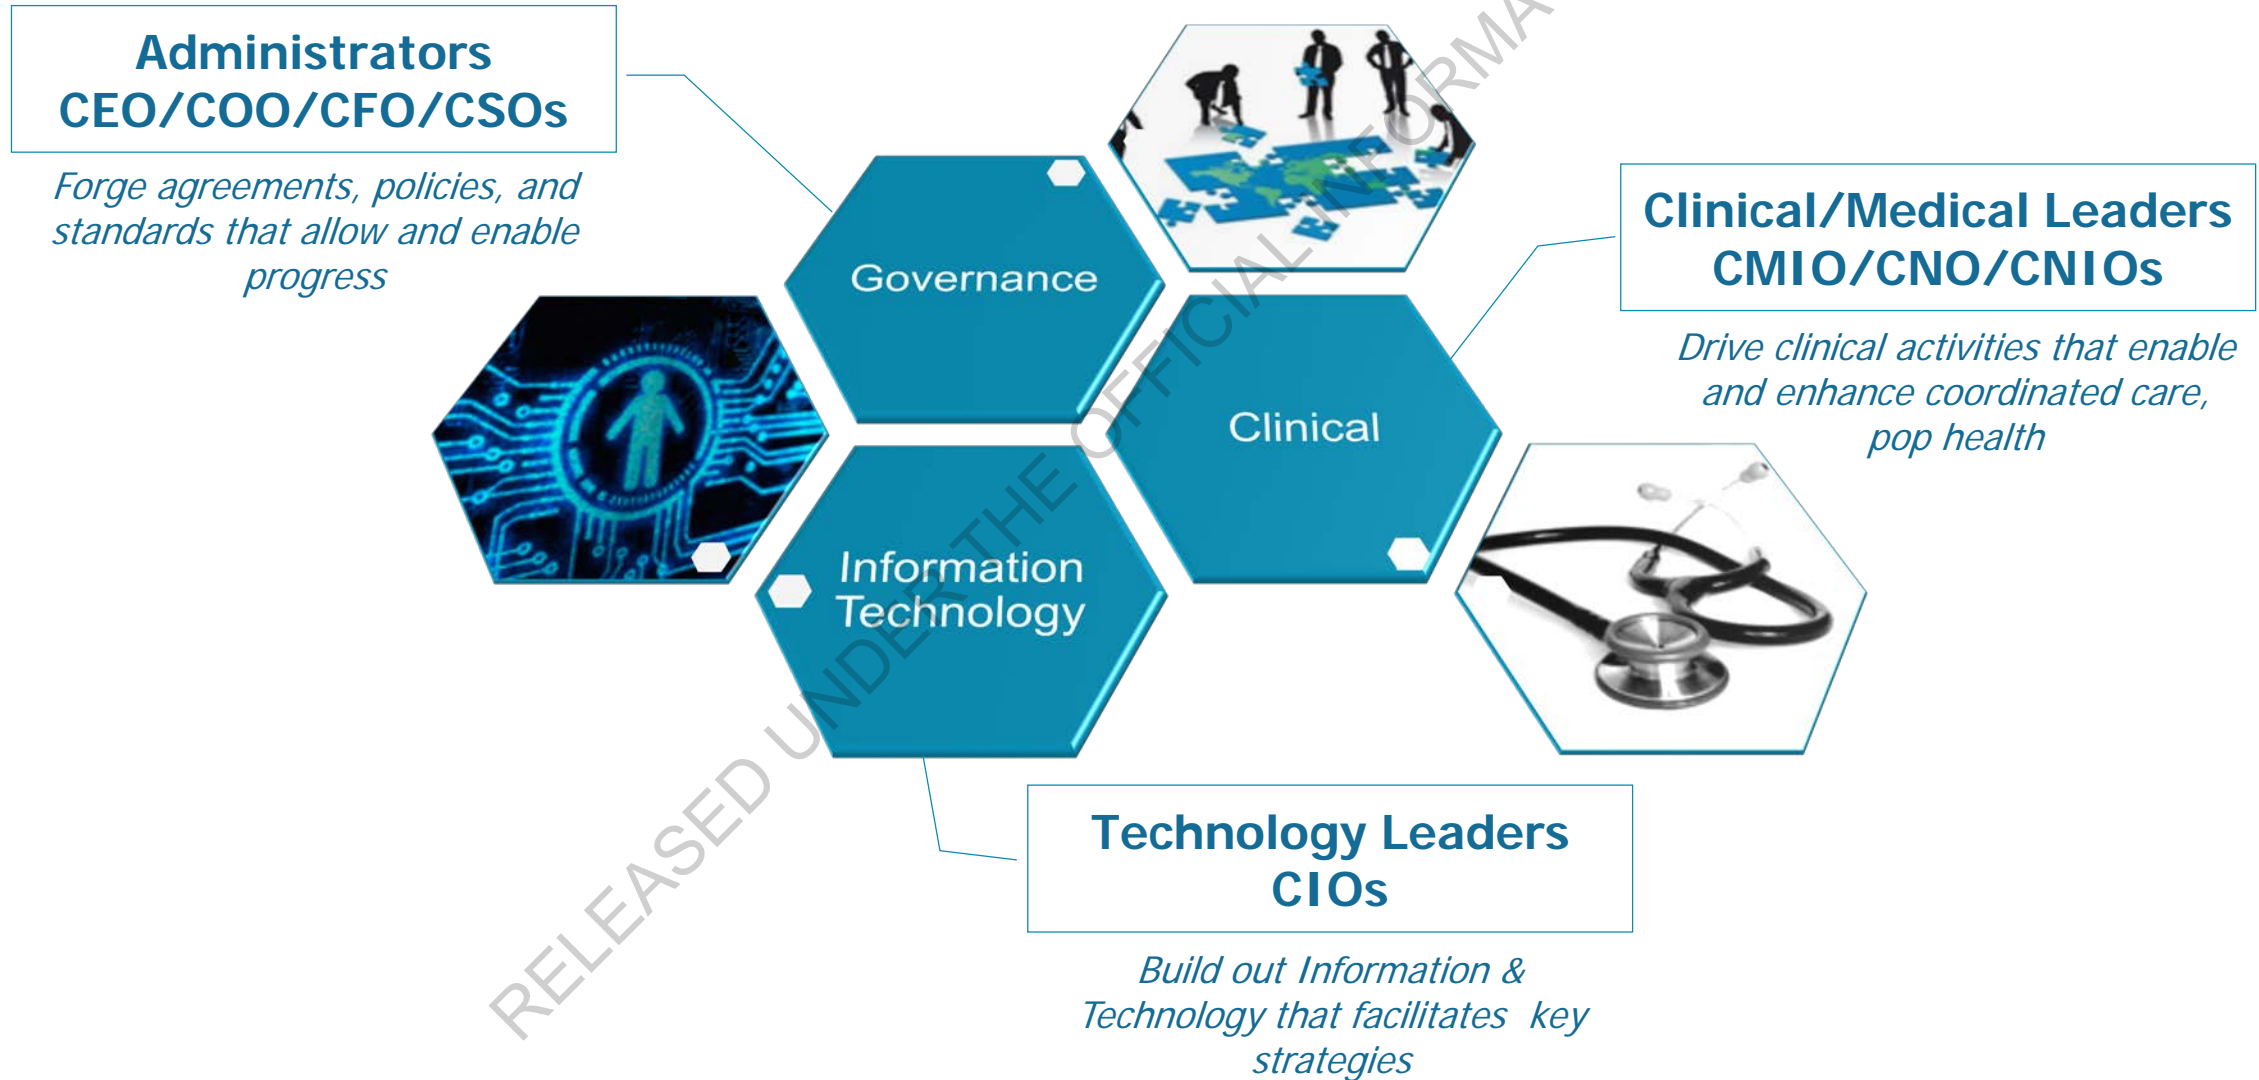 Administrators
CEO/COO/CFO/CSOs
Forge agreements, policies, and
standards that allow and enable
progress
Governance
Clinical/Medical Leaders
CMIO/CNO/CNIOs
Drive clinical activities that enable
and enhance coordinated care,
pop health
Clinical
Information
Technology
Technology Leaders
CIOs
Build out Information &
Technology that facilitates key
strategies
RELEASED UNDER THE OFFICIAL INFORMA